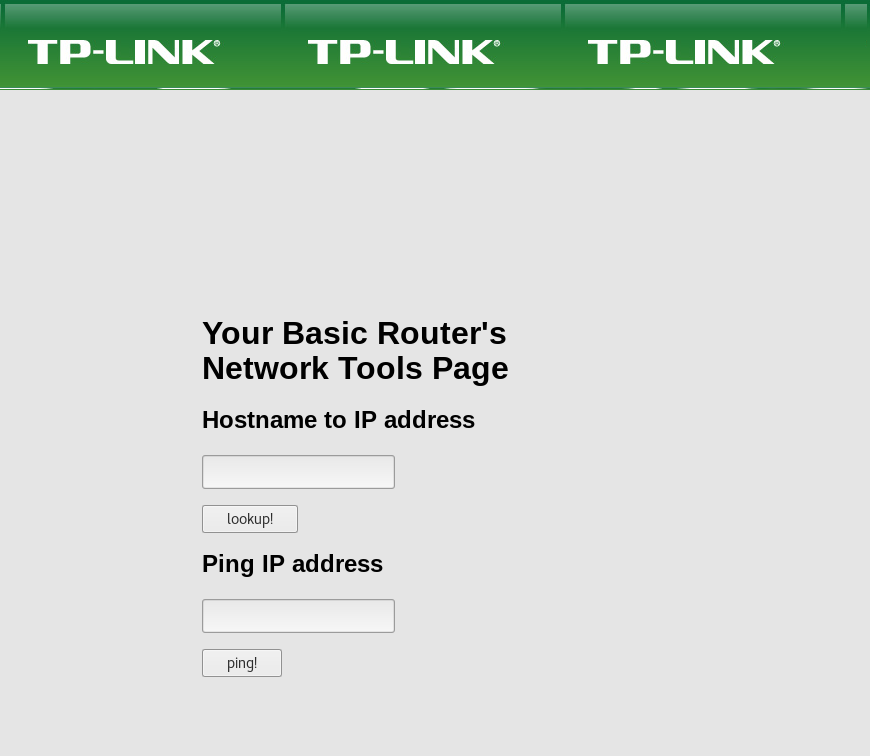 TP-LINK® TP-LINK® TP-LINK®
Your Basic Router's
Network Tools Page
Hostname to IP address
lookup!
Ping IP address
ping!